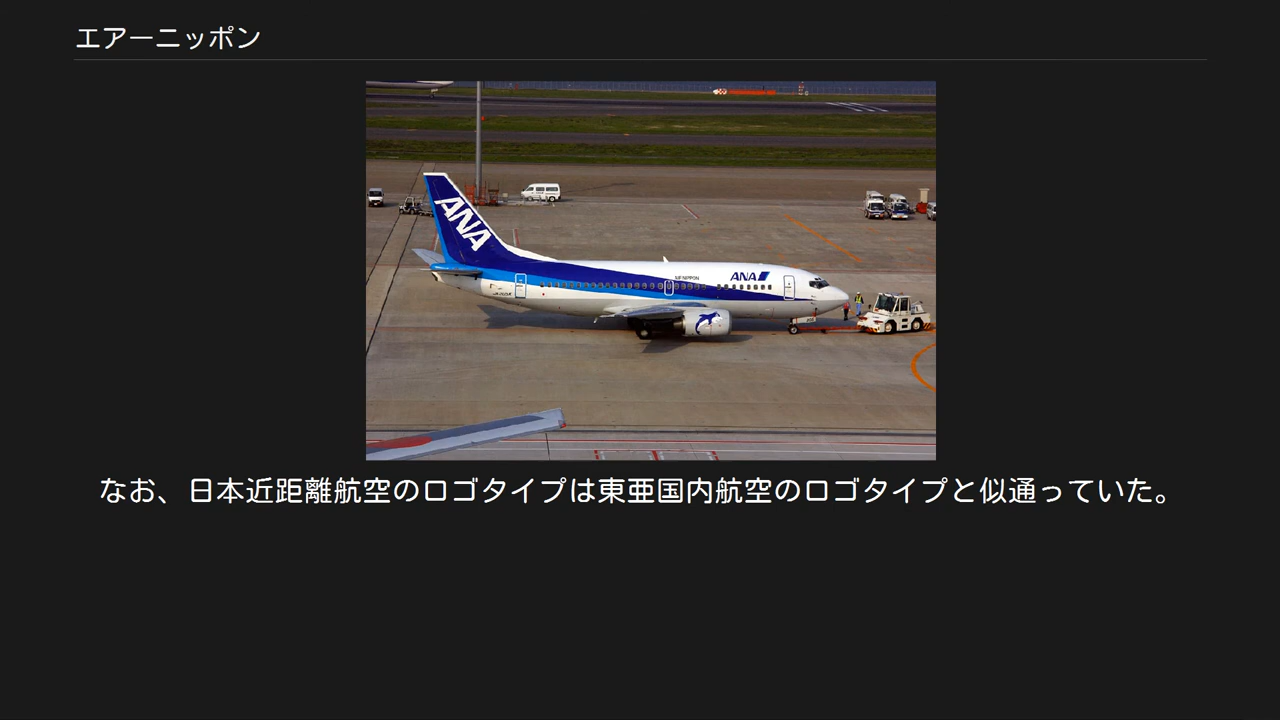 エアーニッポン
ANA
AIR NIPPON
ANA
なお、日本近距離航空のロゴタイプは東亜国内航空のロゴタイプと似通っていた。